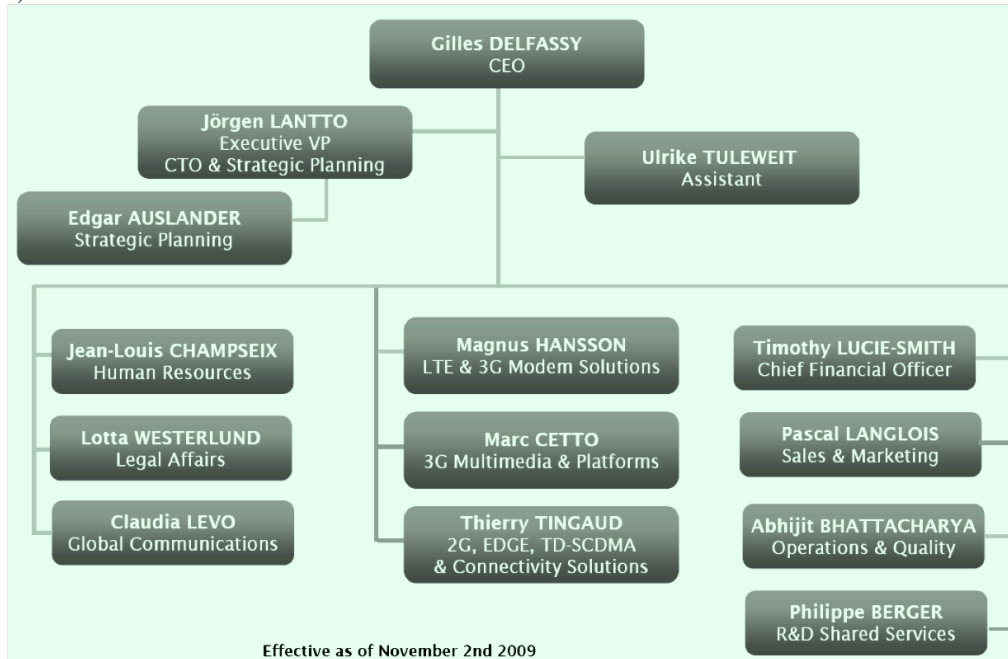 Gilles DELFASSY
CEO
Jörgen LANTTO
Executive VP
CTO & Strategic Planning
Ulrike TULEWEIT
Assistant
Edgar AUSLANDER
Strategic Planning
Jean-Louis CHAMPSEIX
Human Resources
Lotta WESTERLUND
Legal Affairs
Claudia LEVO
Global Communications
Magnus HANSSON
LTE & 3G Modem Solutions
Marc CETTO
3G Multimedia & Platforms
Thierry TINGAUD
2G, EDGE, TD-SCDMA
& Connectivity Solutions
Timothy LUCIE-SMITH
Chief Financial Officer
Pascal LANGLOIS
Sales & Marketing
Abhijit BHATTACHARYA
Operations & Quality
Philippe BERGER
R&D Shared Services
Effective as of November 2nd 2009